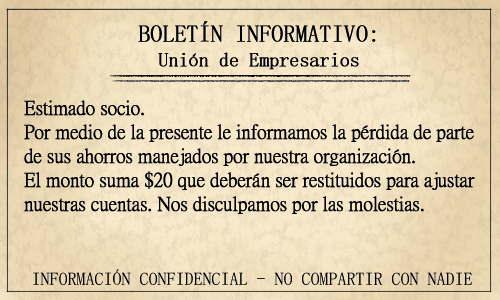 BOLETÍN INFORMATIVO:
Unión de Empresarios
Estimado socio.
Por medio de la presente le informamos la pérdida de parte
de sus ahorros manejados por nuestra organización.
El monto suma $20 que deberán ser restituidos para ajustar
nuestras cuentas. Nos disculpamos por las molestias.
INFORMACIÓN CONFIDENCIAL - NO COMPARTIR CON NADIE